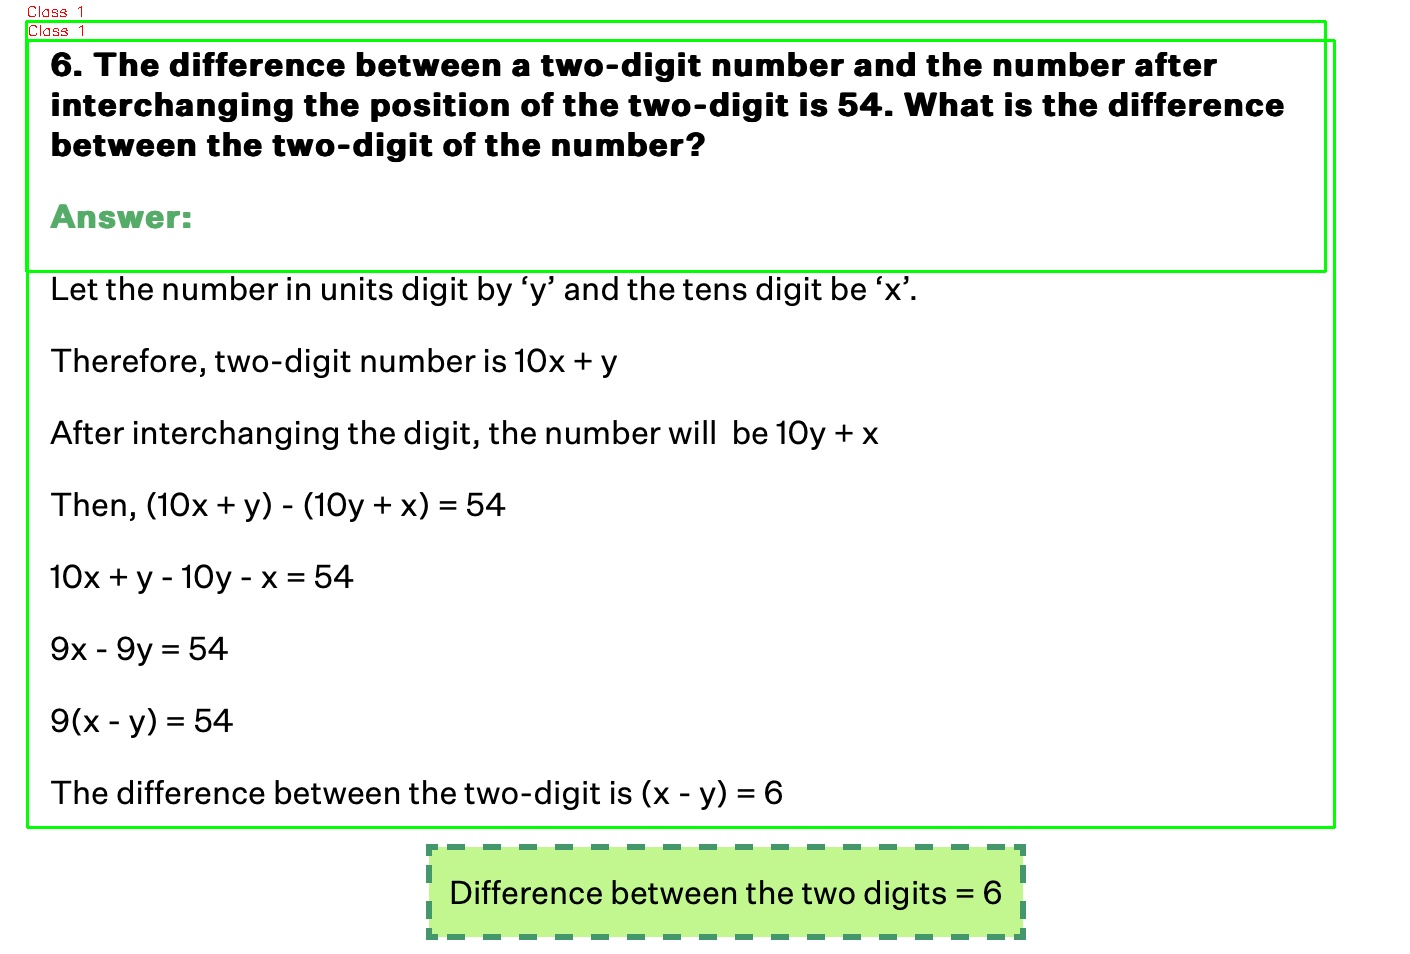 Class 1
Class 1
6. The difference between a two-digit number and the number after
interchanging the position of the two-digit is 54. What is the difference
between the two-digit of the number?
Answer:
Let the number in units digit by ‘y’ and the tens digit be ‘x’.
Therefore, two-digit number is 10x + y
After interchanging the digit, the number will  be 10y + x
Then, (10x + y) - (10y + x) = 54
10x + y - 10y - x = 54
9x - 9y = 54
9(x - y) = 54
The difference between the two-digit is (x - y) = 6
Difference between the two digits = 6